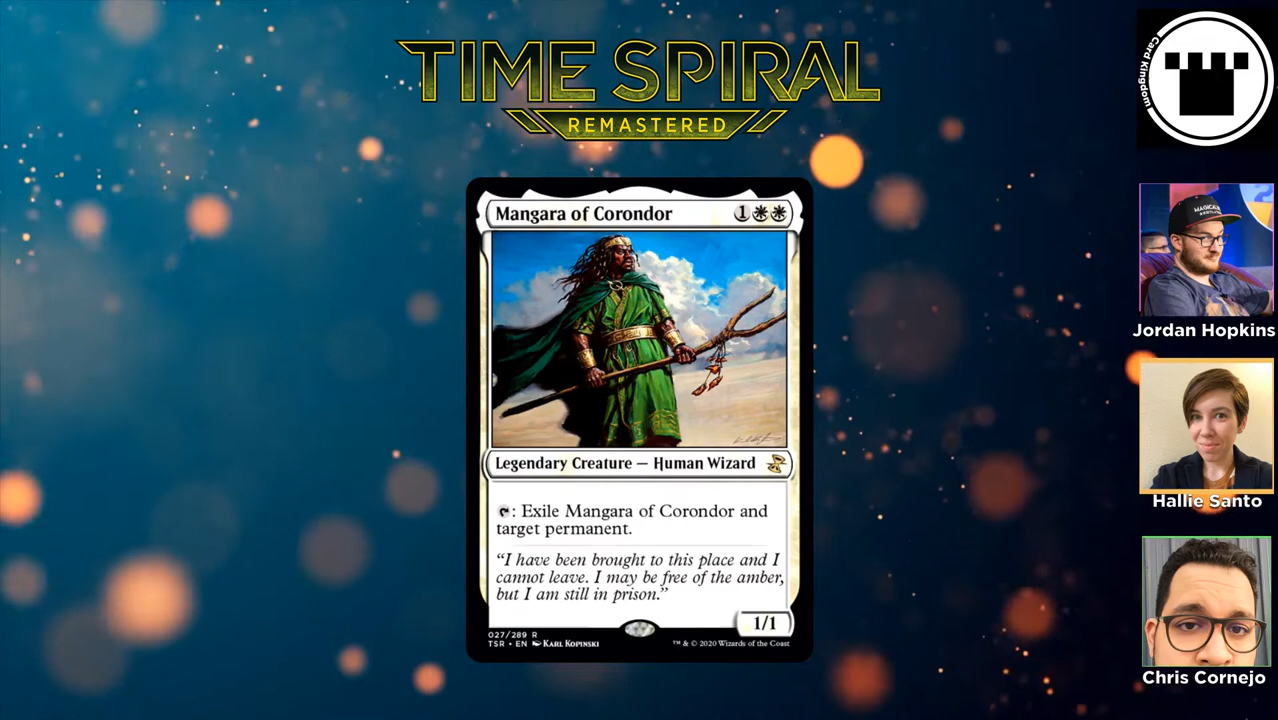 TIME SPIRAL
REMASTERED
Card Kingdom
Mangara of Corondor 1
Legendary Creature — Human Wizard
: Exile Mangara of Corondor and
target permanent.
“I have been brought to this place and I
cannot leave. I may be free of the amber,
but I am still in prison.”
1/1
027/289 R
TSR • EN Karl Kopinski
™ & © 2020 Wizards of the Coast
Jordan Hopkins
Hallie Santo
Chris Cornejo